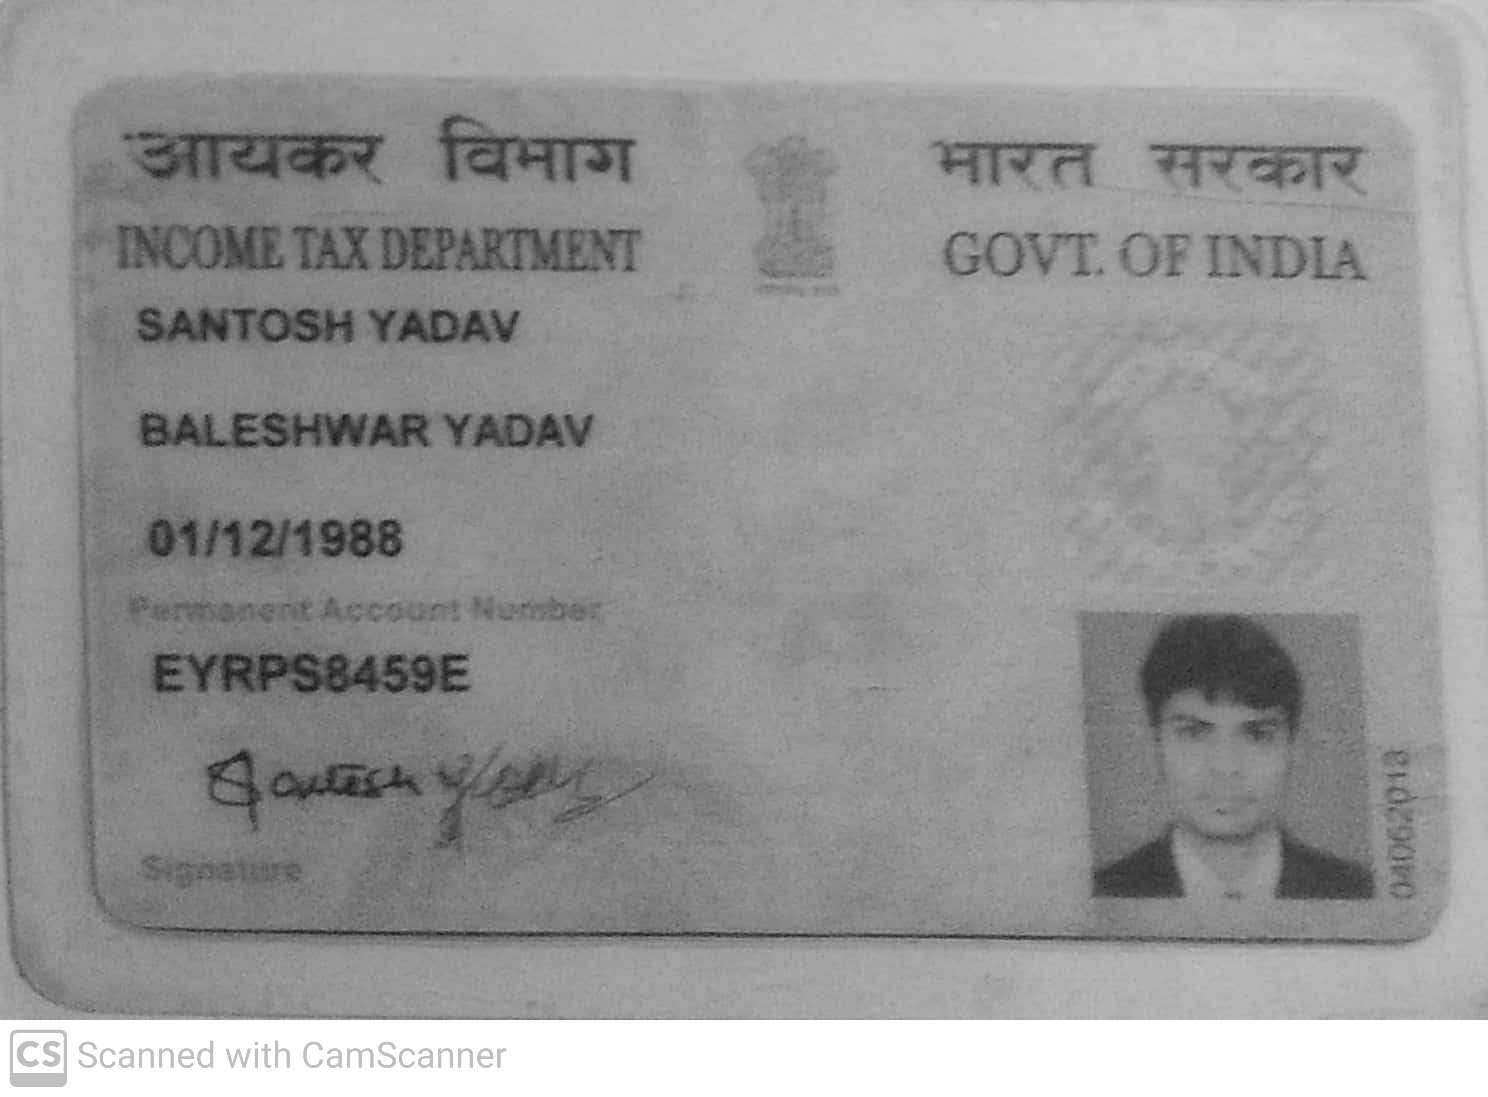 आयकर विभाग
INCOME TAX DEPARTMENT
भारत सरकार
GOVT. OF INDIA
SANTOSH YADAV
BALESHWAR YADAV
01/12/1988
Permanent Account Number
EYRPS8459E
Santosh Yadav
Signature
04062013
CS Scanned with CamScanner